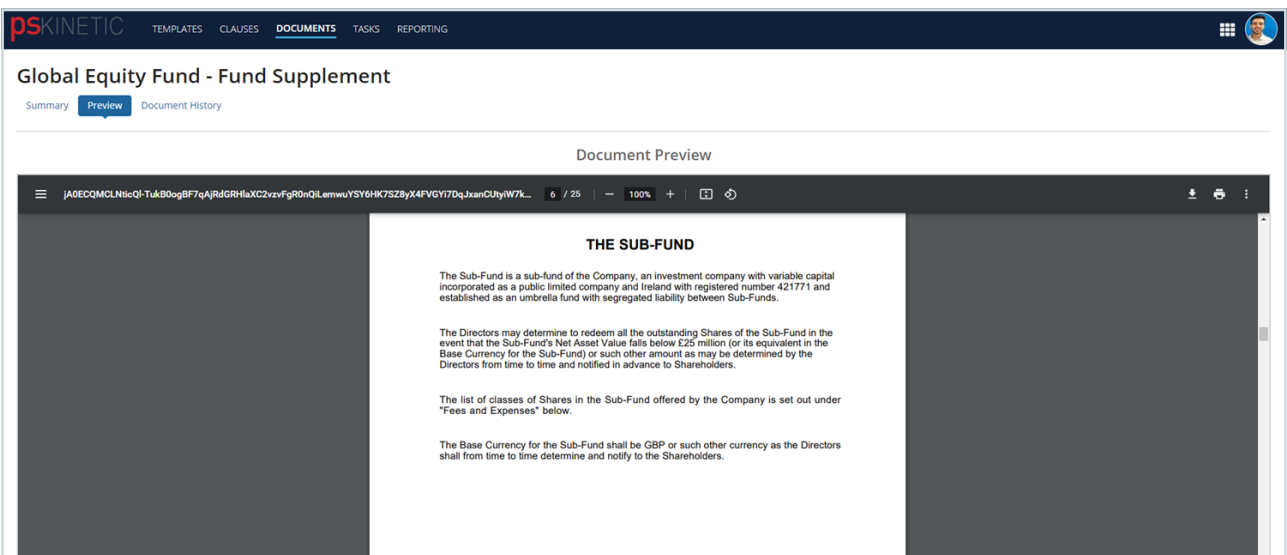 psKINETIC TEMPLATES CLAUSES DOCUMENTS TASKS REPORTING
Global Equity Fund - Fund Supplement
Summary Preview Document History
Document Preview
6 / 25 | − 100% + |
THE SUB-FUND
The Sub-Fund is a sub-fund of the Company, an investment company with variable capital
incorporated as a public limited company and Ireland with registered number 421771 and
established as an umbrella fund with segregated liability between Sub-Funds.
The Directors may determine to redeem all the outstanding Shares of the Sub-Fund in the
event that the Sub-Fund's Net Asset Value falls below £25 million (or its equivalent in the
Base Currency for the Sub-Fund) or such other amount as may be determined by the
Directors from time to time and notified in advance to Shareholders.
The list of classes of Shares in the Sub-Fund offered by the Company is set out under
"Fees and Expenses" below.
The Base Currency for the Sub-Fund shall be GBP or such other currency as the Directors
shall from time to time determine and notify to the Shareholders.